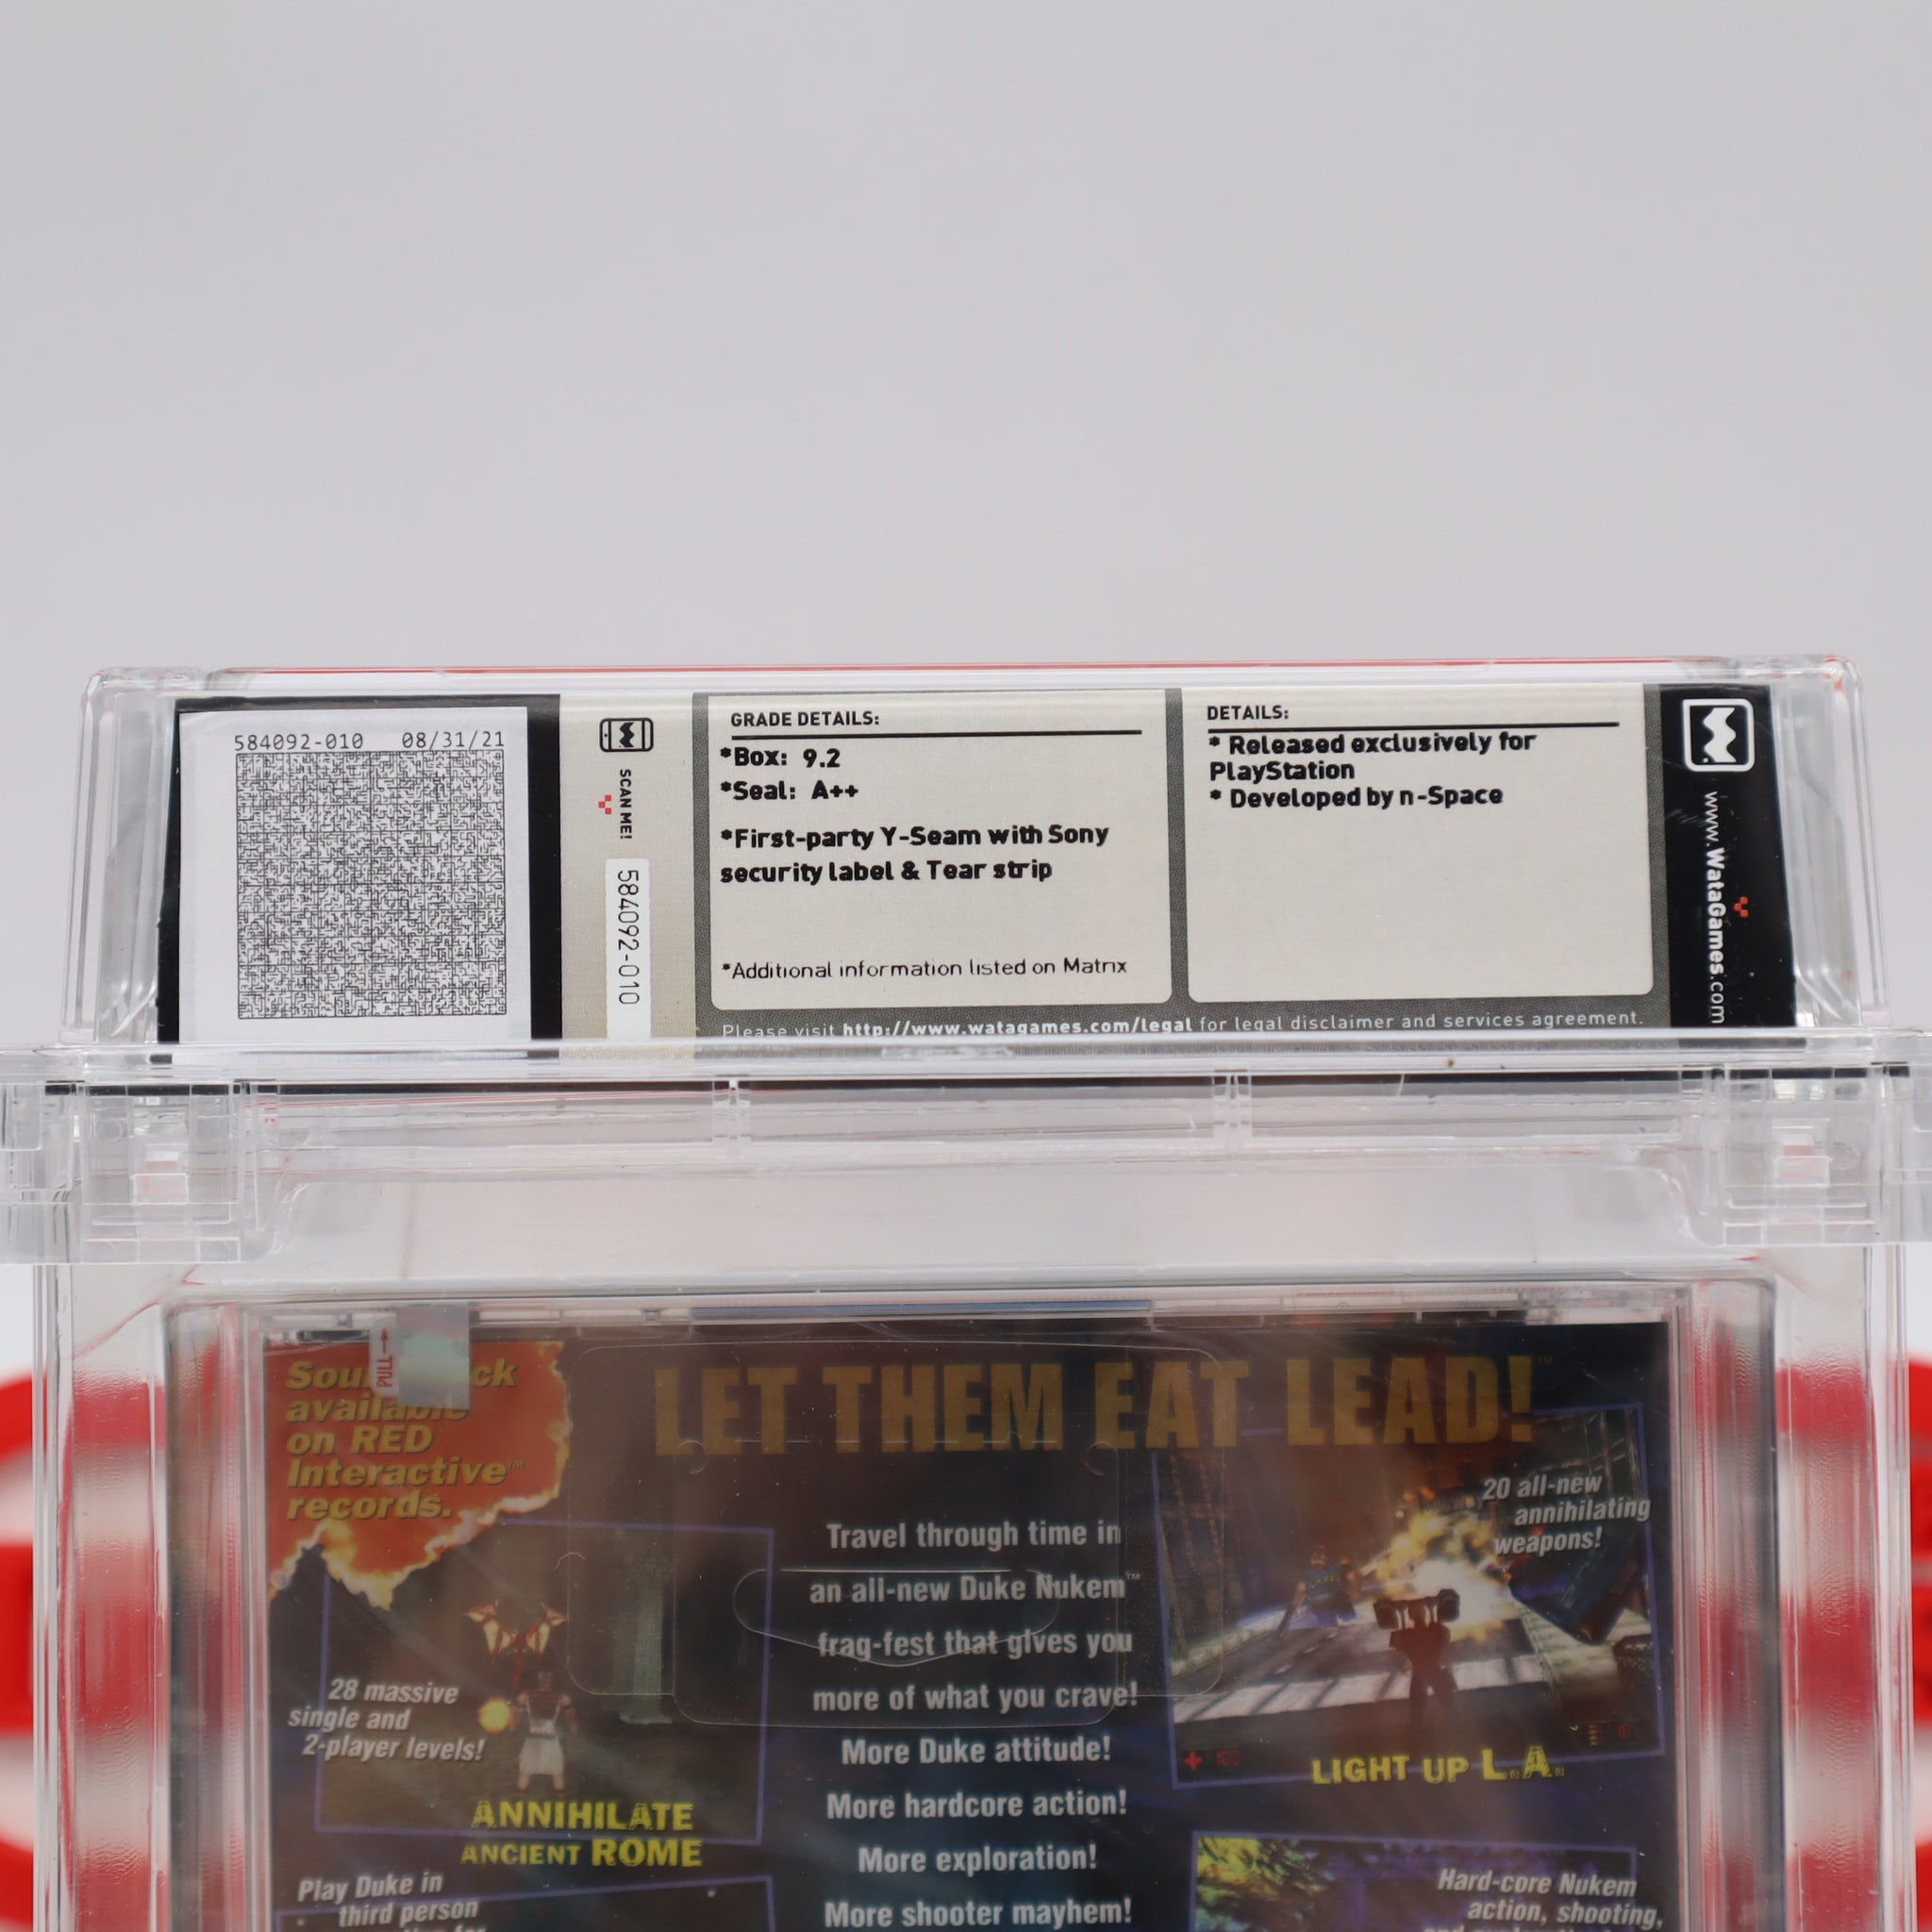 584092-010 08/31/21
SCAN ME!
584092-010
GRADE DETAILS:
*Box: 9.2
*Seal: A++
*First-party Y-Seam with Sony
security label & Tear strip
*Additional information listed on Matrix
DETAILS:
* Released exclusively for
PlayStation
* Developed by n-Space
www.WataGames.com
Please visit http://www.watagames.com/legal for legal disclaimer and services agreement.
PULL
available
on RED
Interactive™
records.
LET THEM EAT LEAD!™
20 all-new
annihilating
weapons!
Travel through time in
an all-new Duke Nukem™
frag-fest that gives you
more of what you crave!
More Duke attitude!
More hardcore action!
More exploration!
More shooter mayhem!
28 massive
single and
2-player levels!
ANNIHILATE
ANCIENT ROME
LIGHT UP L.A.
Play Duke in
third person
Hard-core Nukem
action, shooting,